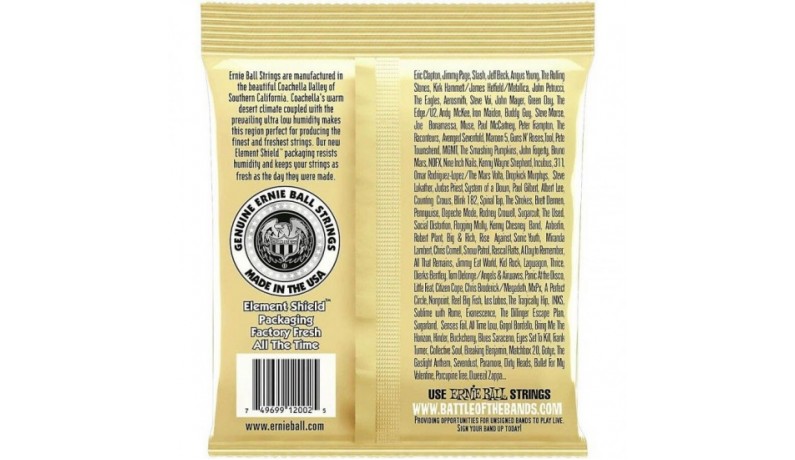 Ernie Ball Strings are manufactured in
the beautiful Coachella Valley of
Southern California. Coachella's warm
desert climate coupled with the
prevailing ultra low humidity makes
this region perfect for producing the
finest and freshest strings. Our new
Element Shield™ packaging resists
humidity and keeps your strings as
fresh as the day they were made.
GENUINE ERNIE BALL STRINGS
MADE IN THE USA
Element Shield™
Packaging
Factory Fresh
All The Time
7 49699 12002 5
www.ernieball.com
Eric Clapton, Jimmy Page, Slash, Jeff Beck, Angus Young, The Rolling
Stones, Kirk Hammett/James Hetfield/Metallica, John Petrucci,
The Eagles, Aerosmith, Steve Vai, John Mayer, Green Day, The
Edge/U2, Andy McKee, Iron Maiden, Buddy Guy, Steve Morse,
Joe Bonamassa, Muse, Paul McCartney, Peter Frampton, The
Raconteurs, Avenged Sevenfold, Maroon 5, Guns N' Roses, Tool, Pete
Townshend, MGMT, The Smashing Pumpkins, John Fogerty, Bruno
Mars, NOFX, Nine Inch Nails, Kenny Wayne Shepherd, Incubus, 311,
Omar Rodriguez-Lopez/The Mars Volta, Dropkick Murphys, Steve
Lukather, Judas Priest, System of a Down, Paul Gilbert, Albert Lee,
Counting Crows, Blink 182, Spinal Tap, The Strokes, Brett Dennen,
Pennywise, Depeche Mode, Rodney Crowell, Sugarcult, The Used,
Social Distortion, Flogging Molly, Kenny Chesney Band, Anberlin,
Robert Plant, Big & Rich, Rise Against, Sonic Youth, Miranda
Lambert, Chris Cornell, Snow Patrol, Rascal Flatts, A Day to Remember,
All That Remains, Jimmy Eat World, Kid Rock, Lagwagon, Thrice,
Dierks Bentley, Tom Delonge/Angels & Airwaves, Panic At the Disco,
Little Feat, Citizen Cope, Chris Broderick/Megadeth, MxPx, A Perfect
Circle, Nonpoint, Reel Big Fish, Los Lobos, The Tragically Hip, INXS,
Sublime with Rome, Evanescence, The Dillinger Escape Plan,
Sugarland, Senses Fail, All Time Low, Gogol Bordello, Bring Me The
Horizon, Hinder, Buckcherry, Blues Saraceno, Eyes Set To Kill, Frank
Turner, Collective Soul, Breaking Benjamin, Matchbox 20, Gotye, The
Gaslight Anthem, Sevendust, Paramore, Dirty Heads, Bullet For My
Valentine, Porcupine Tree, Dweezil Zappa...
USE ERNIE BALL STRINGS
WWW.BATTLEOFTHEBANDS.COM
Providing opportunities for unsigned bands to play live.
Sign your band up today!